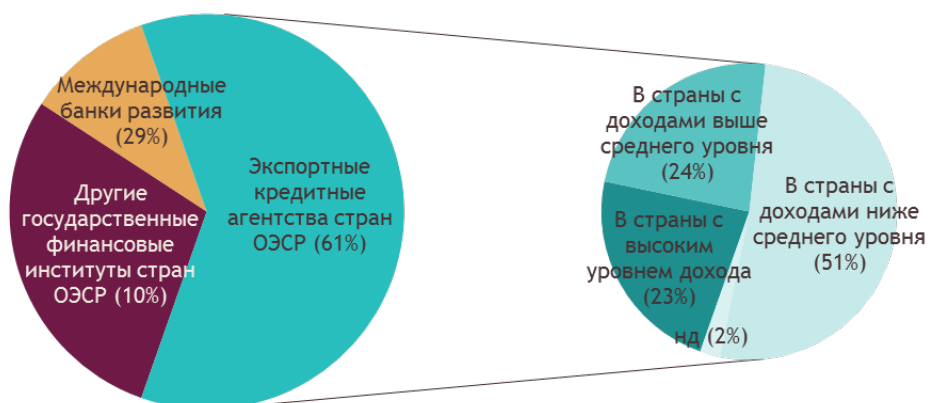 Международные
банки развития
(29%)
Другие
государственные
финансовые
институты стран
ОЭСР (10%)
Экспортные
кредитные
агентства стран
ОЭСР (61%)
В страны с
доходами выше
среднего уровня
(24%)
В страны с
высоким
уровнем дохода
(23%)
нд (2%)
В страны с
доходами ниже
среднего уровня
(51%)